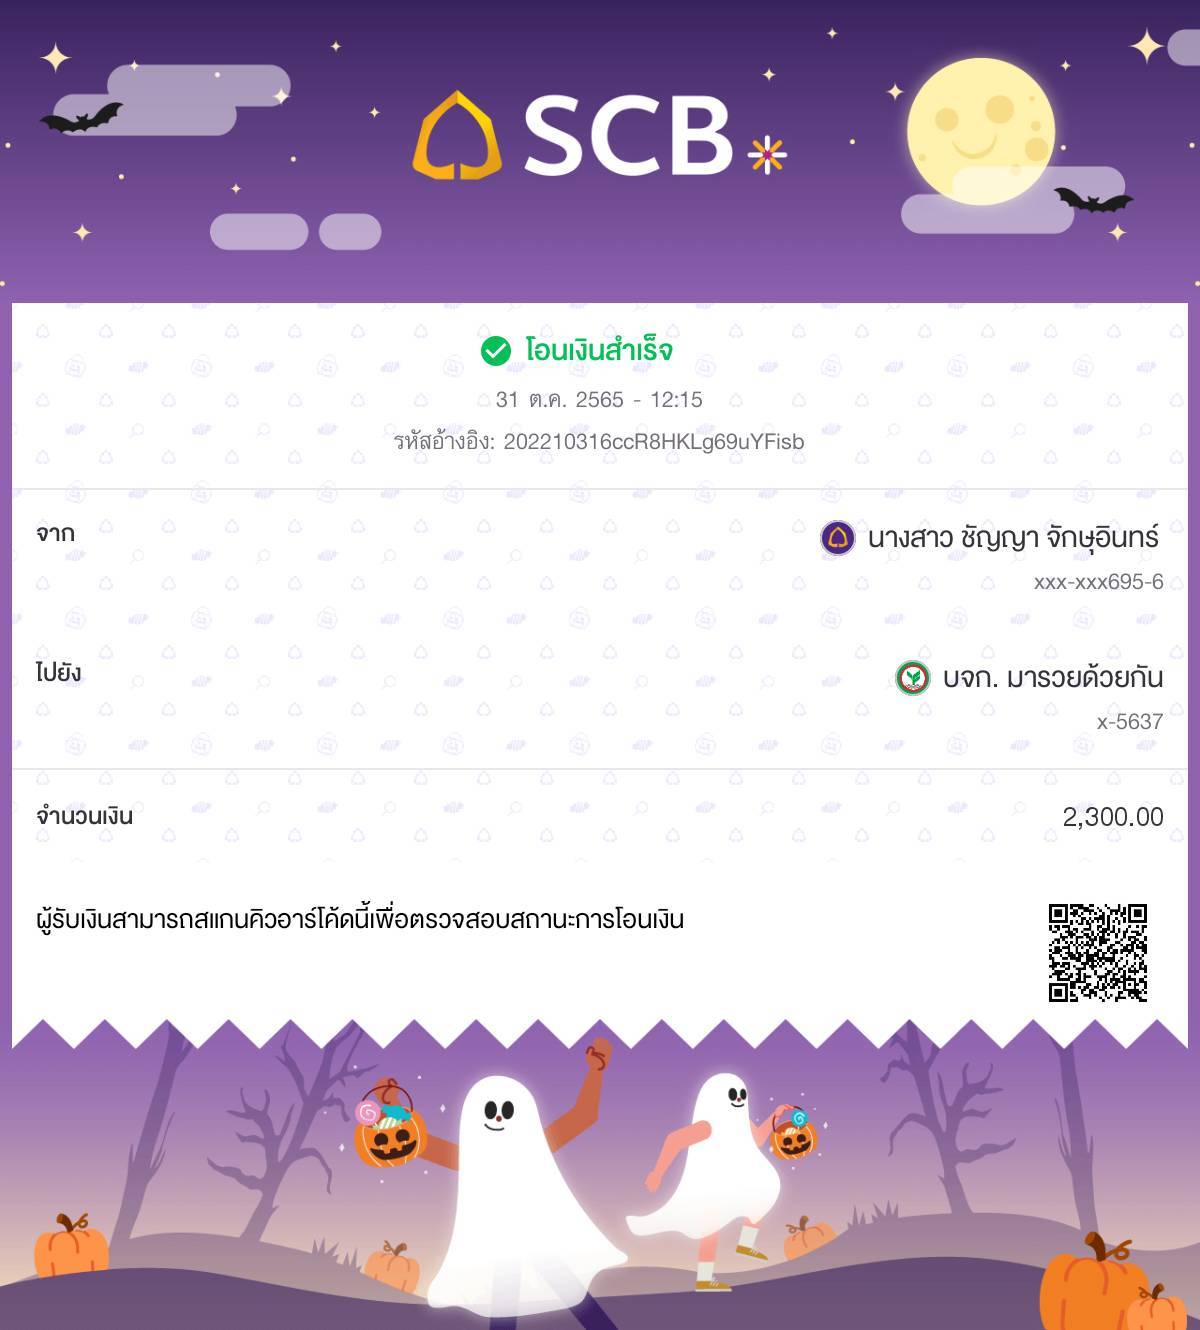 SCB
โอนเงินสำเร็จ
31 ต.ค. 2565 - 12:15
รหัสอ้างอิง: 202210316ccR8HKLg69uYFisb
จาก
นางสาว ชัญญา จักษุอินทร์
xxx-xxx695-6
ไปยัง
บจก. มารวยด้วยกัน
x-5637
จำนวนเงิน
2,300.00
ผู้รับเงินสามารถสแกนคิวอาร์โค้ดนี้เพื่อตรวจสอบสถานะการโอนเงิน